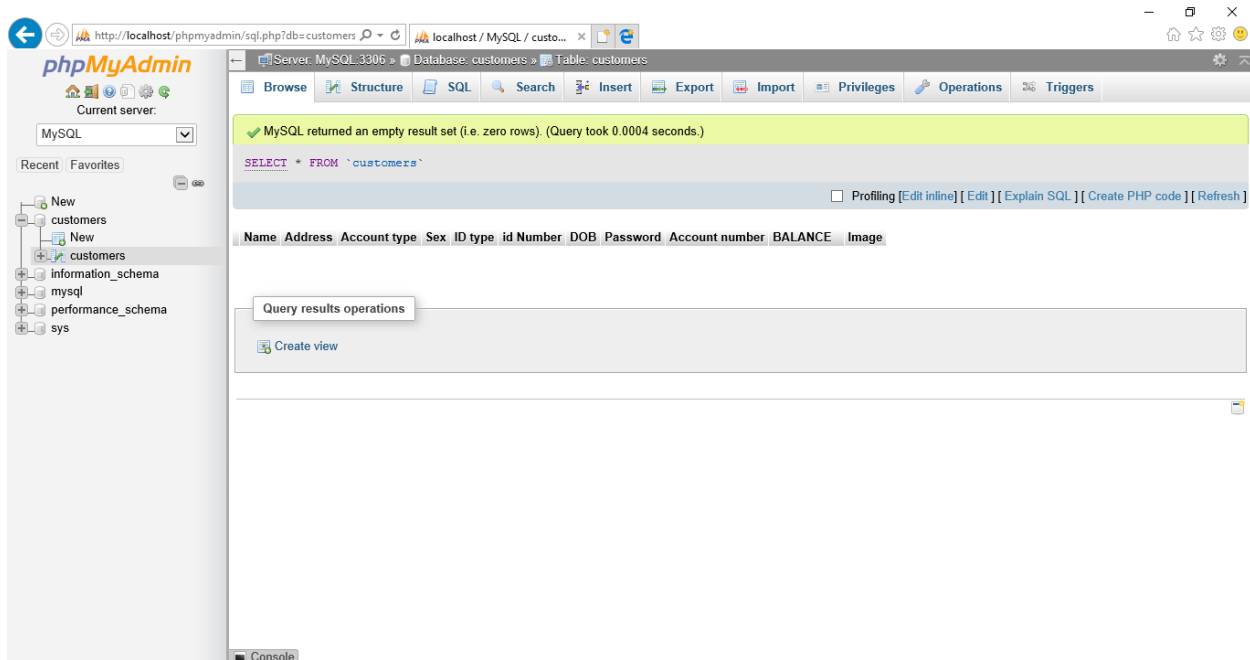 http://localhost/phpmyadmin/sql.php?db=customers
localhost / MySQL / custo...
phpMyAdmin
Current server:
MySQL
Recent Favorites
New
customers
New
customers
information_schema
mysql
performance_schema
sys
Server: MySQL:3306 » Database: customers » Table: customers
Browse Structure SQL Search Insert Export Import Privileges Operations Triggers
MySQL returned an empty result set (i.e. zero rows). (Query took 0.0004 seconds.)
SELECT * FROM `customers`
Profiling [Edit inline] [ Edit ] [ Explain SQL ] [ Create PHP code ] [ Refresh ]
Name Address Account type Sex ID type id Number DOB Password Account number BALANCE Image
Query results operations
Create view
Console